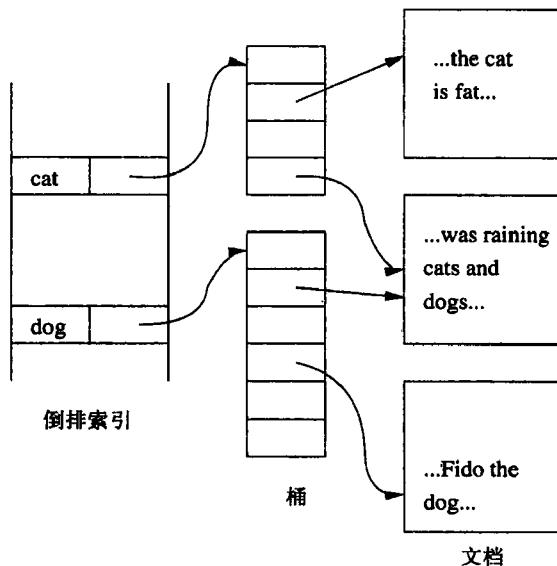 ...the cat
is fat...
cat
...was raining
cats and
dogs...
dog
倒排索引
...Fido the
dog...
桶
文档